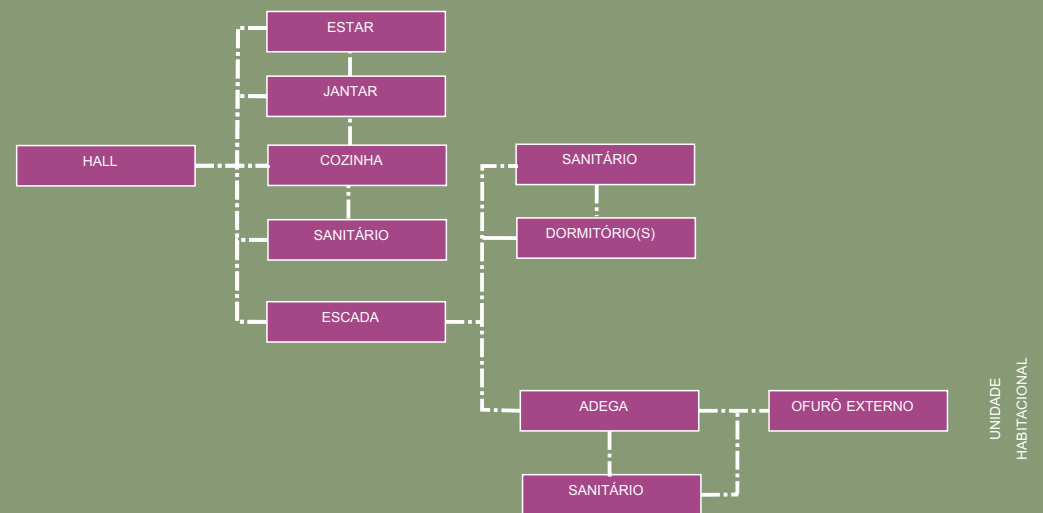 ESTAR
JANTAR
HALL
COZINHA
SANITÁRIO
ESCADA
SANITÁRIO
DORMITÓRIO(S)
ADEGA
OFURÔ EXTERNO
SANITÁRIO
UNIDADE
HABITACIONAL